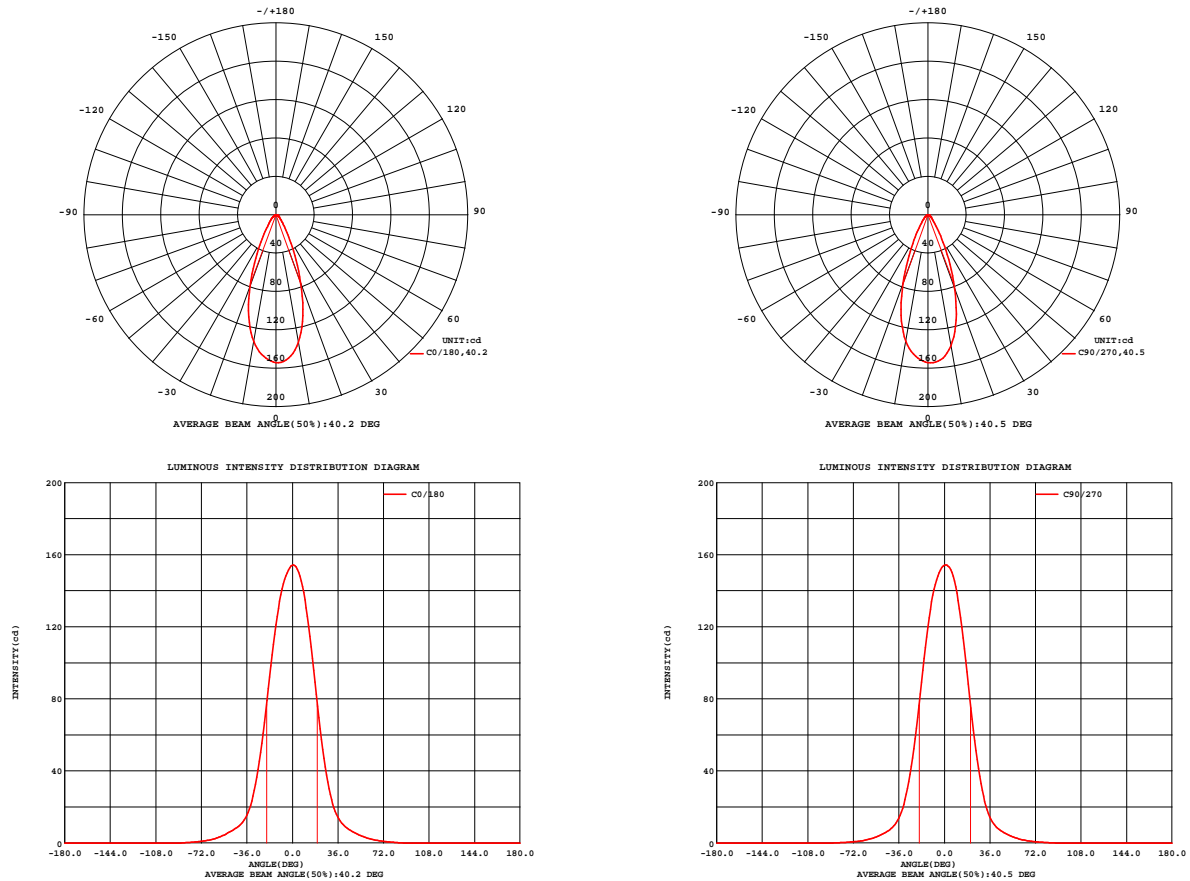 -/+180
-150
150
-120
120
-90
90
0
40
80
120
160
200
-60
60
-30
30
0
UNIT:cd
C0/180,40.2
AVERAGE BEAM ANGLE(50%):40.2 DEG
-/+180
-150
150
-120
120
-90
90
0
40
80
120
160
200
-60
60
-30
30
0
UNIT:cd
C90/270,40.5
AVERAGE BEAM ANGLE(50%):40.5 DEG
LUMINOUS INTENSITY DISTRIBUTION DIAGRAM
C0/180
INTENSITY(cd)
200
160
120
80
40
0
-180.0 -144.0 -108.0 -72.0 -36.0 0.0 36.0 72.0 108.0 144.0 180.0
ANGLE(DEG)
AVERAGE BEAM ANGLE(50%):40.2 DEG
LUMINOUS INTENSITY DISTRIBUTION DIAGRAM
C90/270
INTENSITY(cd)
200
160
120
80
40
0
-180.0 -144.0 -108.0 -72.0 -36.0 0.0 36.0 72.0 108.0 144.0 180.0
ANGLE(DEG)
AVERAGE BEAM ANGLE(50%):40.5 DEG